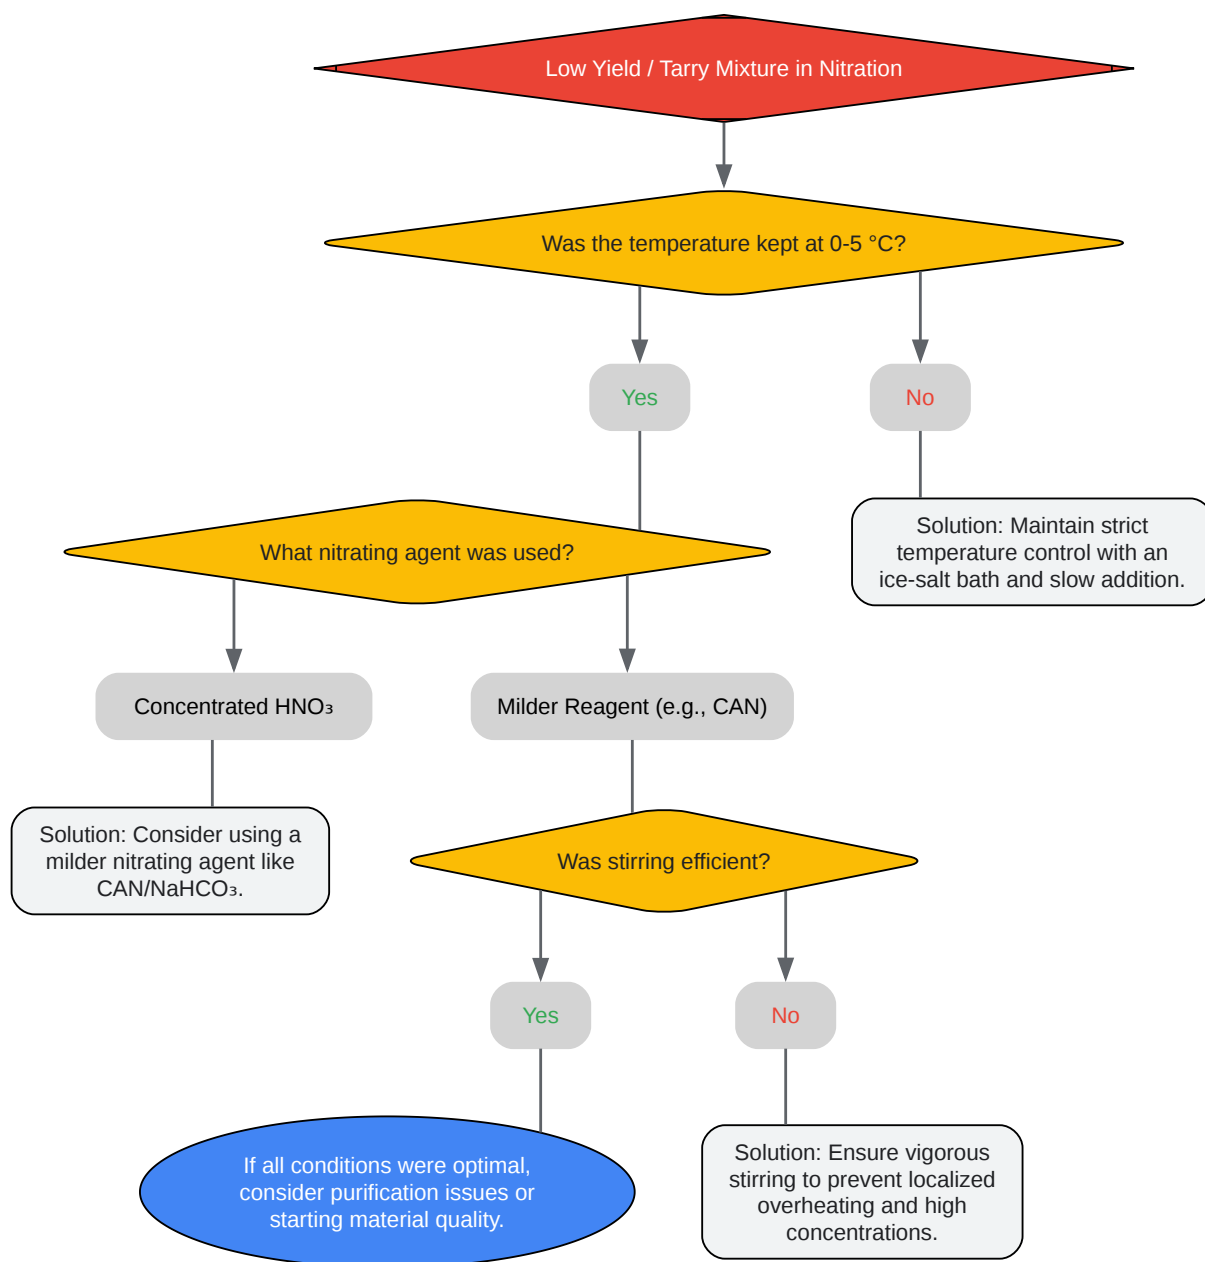 Low Yield / Tarry Mixture in Nitration
Was the temperature kept at 0-5 °C?
Yes
No
What nitrating agent was used?
Solution: Maintain strict
temperature control with an
ice-salt bath and slow addition.
Concentrated HNO₃
Milder Reagent (e.g., CAN)
Solution: Consider using a
milder nitrating agent like
CAN/NaHCO₃.
Was stirring efficient?
Yes
No
If all conditions were optimal,
consider purification issues or
starting material quality.
Solution: Ensure vigorous
stirring to prevent localized
overheating and high
concentrations.